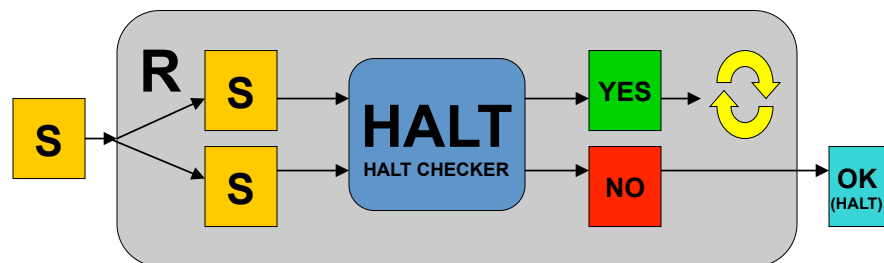 S
R
S
S
HALT
HALT CHECKER
YES
NO
OK
(HALT)